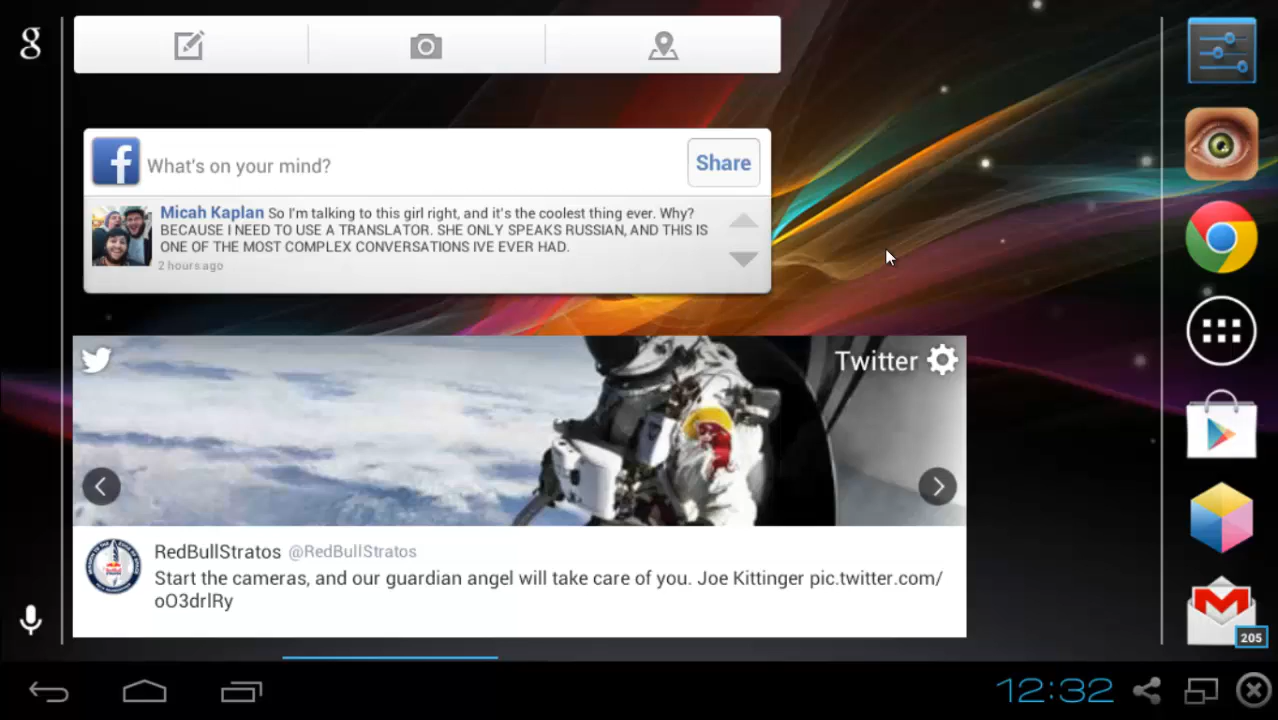 g
f What's on your mind? Share
Micah Kaplan So I'm talking to this girl right, and it's the coolest thing ever. Why?
BECAUSE I NEED TO USE A TRANSLATOR. SHE ONLY SPEAKS RUSSIAN, AND THIS IS
ONE OF THE MOST COMPLEX CONVERSATIONS IVE EVER HAD.
2 hours ago
Twitter
RedBullStratos @RedBullStratos
Start the cameras, and our guardian angel will take care of you. Joe Kittinger pic.twitter.com/
oO3drlRy
205
12:32